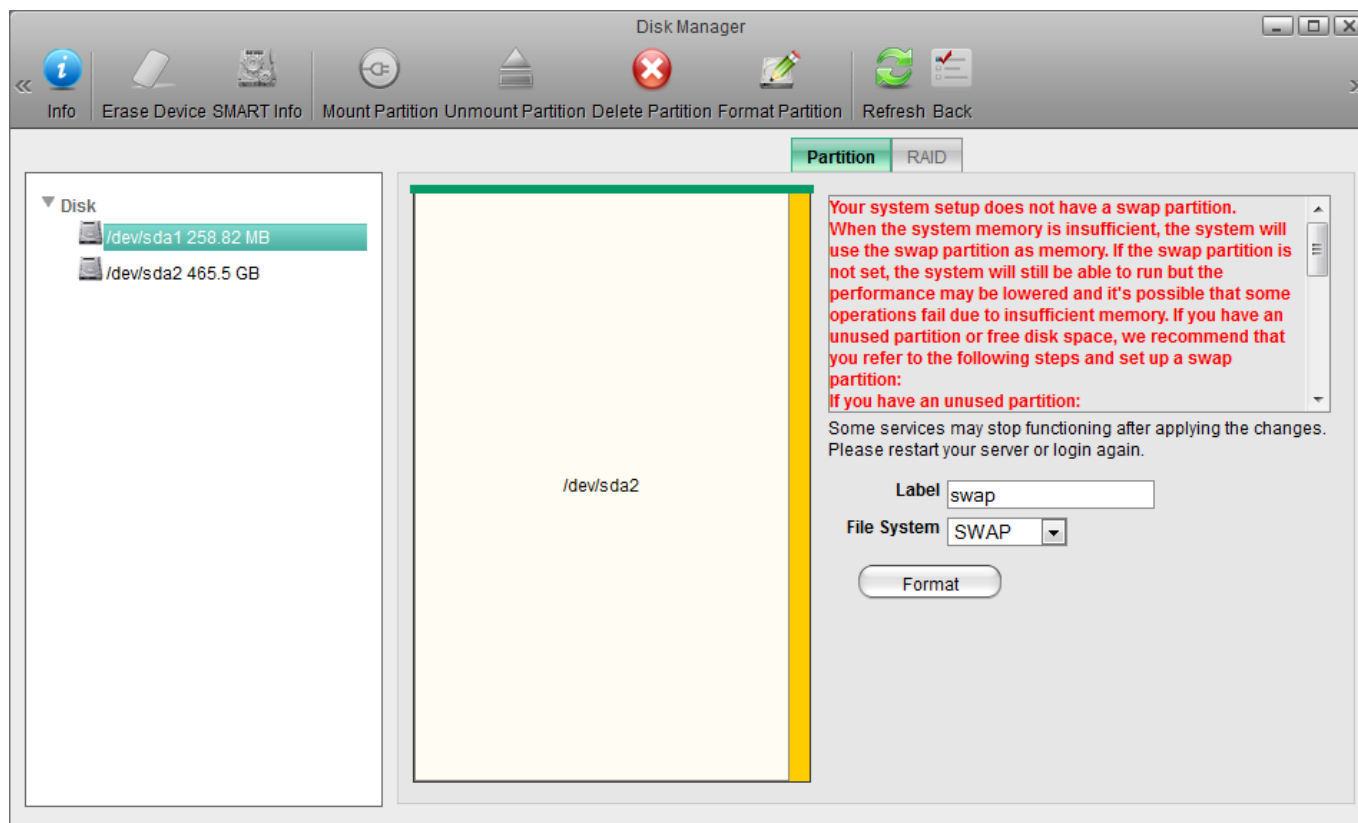 Disk Manager
Info
Erase Device
SMART Info
Mount Partition
Unmount Partition
Delete Partition
Format Partition
Refresh
Back
Partition
RAID
Disk
/dev/sda1 258.82 MB
/dev/sda2 465.5 GB
/dev/sda2
Your system setup does not have a swap partition.
When the system memory is insufficient, the system will
use the swap partition as memory. If the swap partition is
not set, the system will still be able to run but the
performance may be lowered and it's possible that some
operations fail due to insufficient memory. If you have an
unused partition or free disk space, we recommend that
you refer to the following steps and set up a swap
partition:
If you have an unused partition:
Some services may stop functioning after applying the changes.
Please restart your server or login again.
Label
swap
File System
SWAP
Format